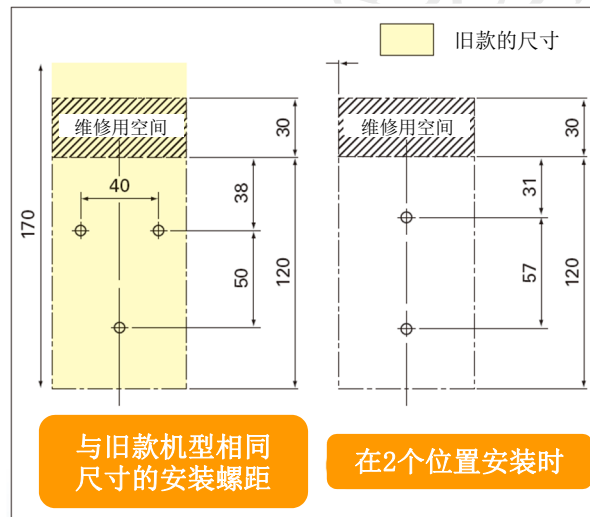 旧款的尺寸
维修用空间
维修用空间
30
30
40
38
31
170
50
120
57
120
与旧款机型相同
尺寸的安装螺距
在2个位置安装时